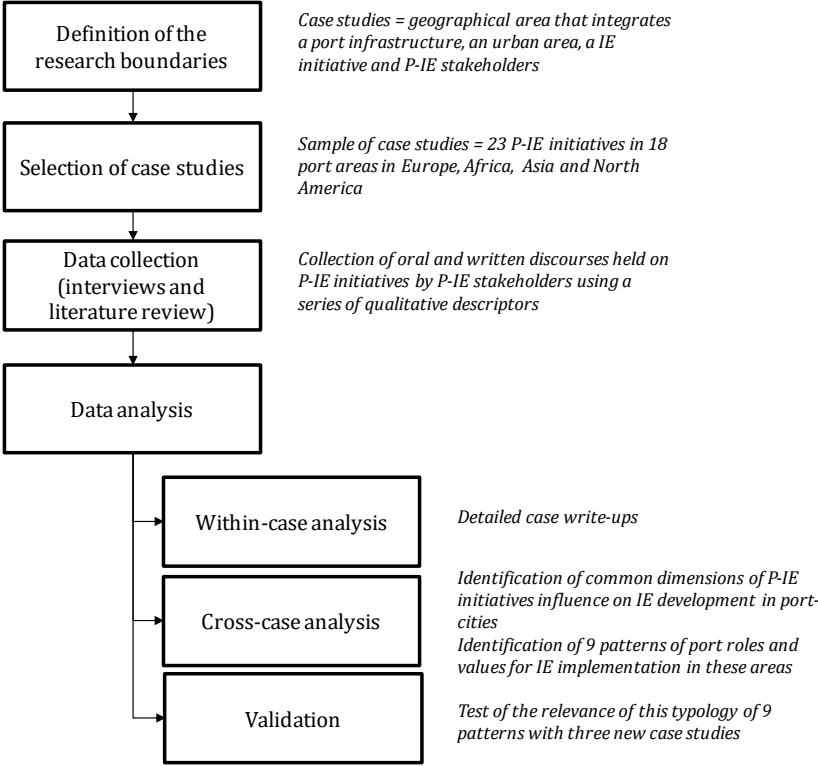 Definition of the
research boundaries
Case studies = geographical area that integrates
a port infrastructure, an urban area, a IE
initiative and P-IE stakeholders
Selection of case studies
Sample of case studies = 23 P-IE initiatives in 18
port areas in Europe, Africa, Asia and North
America
Data collection
(interviews and
literature review)
Collection of oral and written discourses held on
P-IE initiatives by P-IE stakeholders using a
series of qualitative descriptors
Data analysis
Within-case analysis
Detailed case write-ups
Cross-case analysis
Identification of common dimensions of P-IE
initiatives influence on IE development in port-
cities
Identification of 9 patterns of port roles and
values for IE implementation in these areas
Validation
Test of the relevance of this typology of 9
patterns with three new case studies